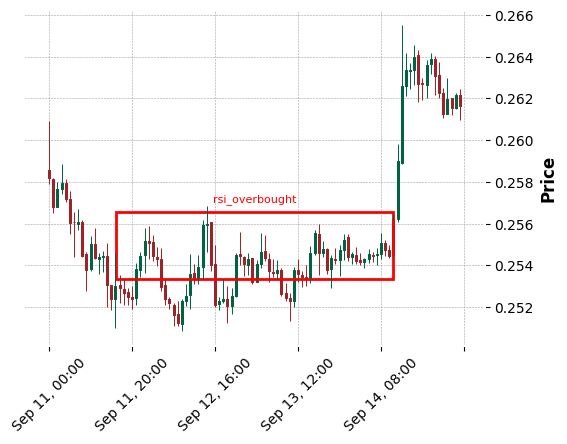 0.266
0.264
0.262
0.260
0.258
0.256
0.254
0.252
Price
rsi_overbought
Sep 11, 00:00
Sep 11, 20:00
Sep 12, 16:00
Sep 13, 12:00
Sep 14, 08:00